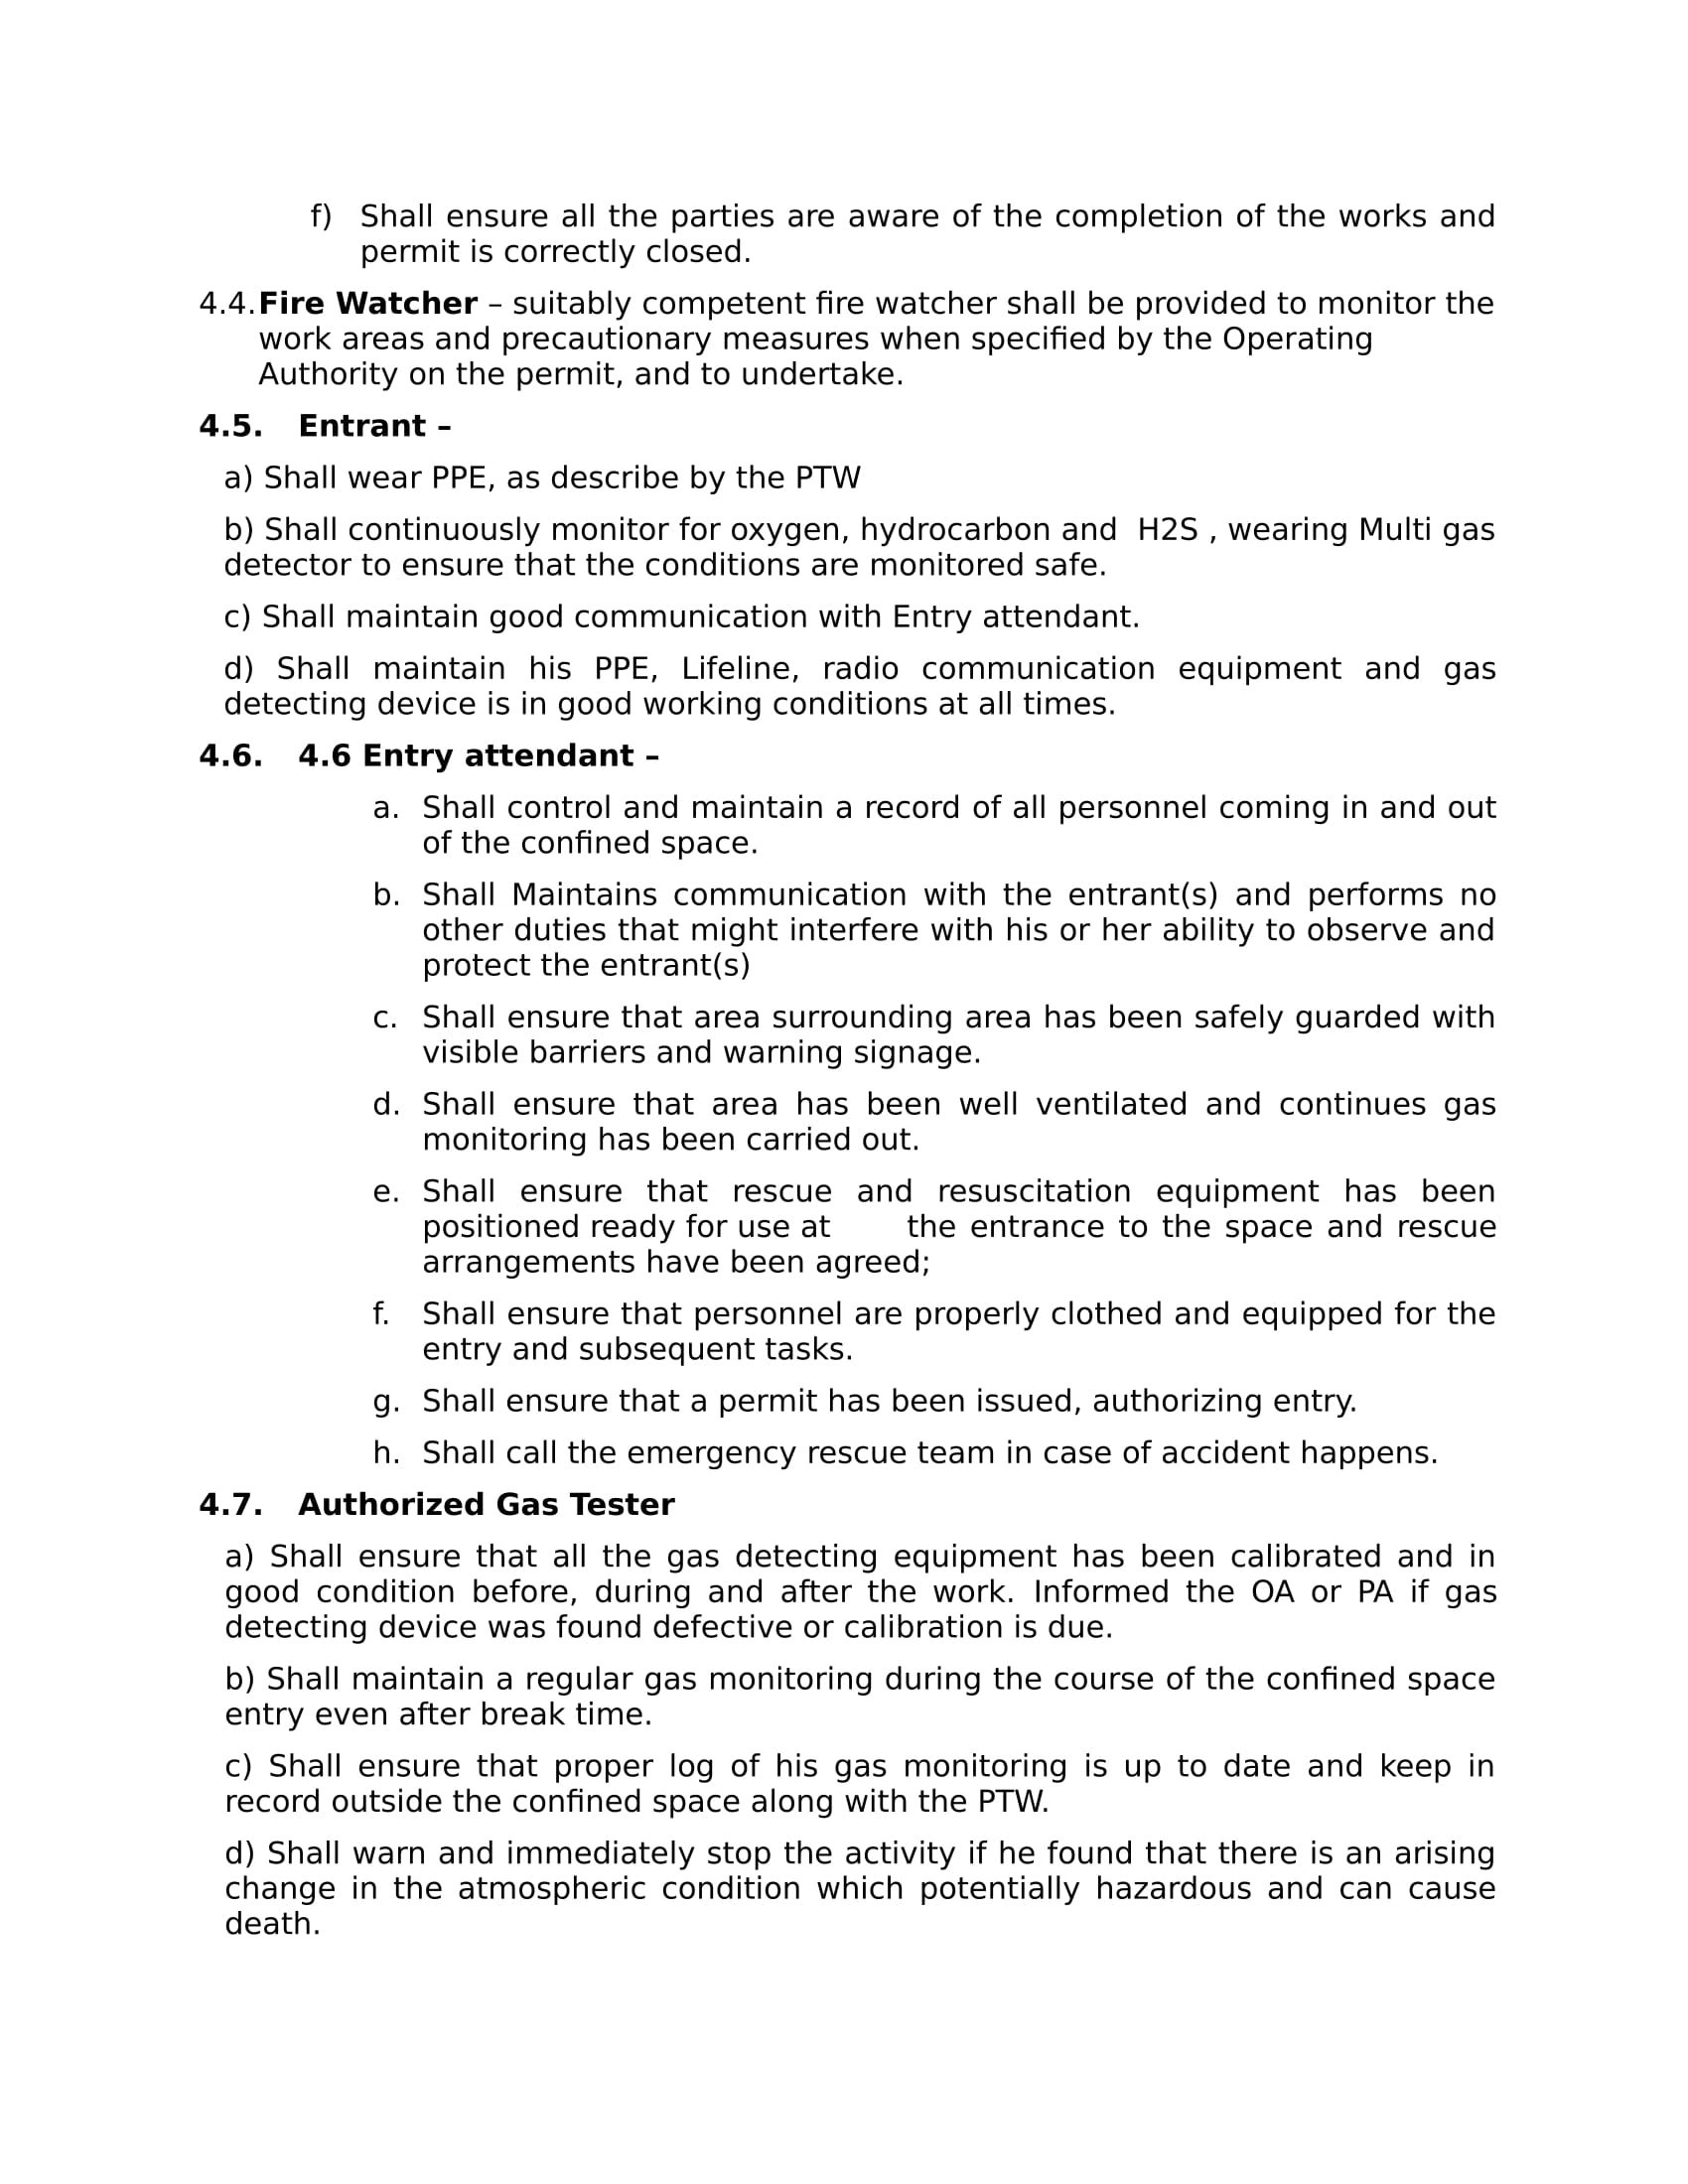 f) Shall ensure all the parties are aware of the completion of the works and
permit is correctly closed.
4.4.Fire Watcher – suitably competent fire watcher shall be provided to monitor the
work areas and precautionary measures when specified by the Operating
Authority on the permit, and to undertake.
4.5. Entrant –
a) Shall wear PPE, as describe by the PTW
b) Shall continuously monitor for oxygen, hydrocarbon and  H2S , wearing Multi gas
detector to ensure that the conditions are monitored safe.
c) Shall maintain good communication with Entry attendant.
d) Shall maintain his PPE, Lifeline, radio communication equipment and gas
detecting device is in good working conditions at all times.
4.6. 4.6 Entry attendant –
a. Shall control and maintain a record of all personnel coming in and out
of the confined space.
b. Shall Maintains communication with the entrant(s) and performs no
other duties that might interfere with his or her ability to observe and
protect the entrant(s)
c. Shall ensure that area surrounding area has been safely guarded with
visible barriers and warning signage.
d. Shall ensure that area has been well ventilated and continues gas
monitoring has been carried out.
e. Shall ensure that rescue and resuscitation equipment has been
positioned ready for use at the entrance to the space and rescue
arrangements have been agreed;
f. Shall ensure that personnel are properly clothed and equipped for the
entry and subsequent tasks.
g. Shall ensure that a permit has been issued, authorizing entry.
h. Shall call the emergency rescue team in case of accident happens.
4.7. Authorized Gas Tester
a) Shall ensure that all the gas detecting equipment has been calibrated and in
good condition before, during and after the work. Informed the OA or PA if gas
detecting device was found defective or calibration is due.
b) Shall maintain a regular gas monitoring during the course of the confined space
entry even after break time.
c) Shall ensure that proper log of his gas monitoring is up to date and keep in
record outside the confined space along with the PTW.
d) Shall warn and immediately stop the activity if he found that there is an arising
change in the atmospheric condition which potentially hazardous and can cause
death.